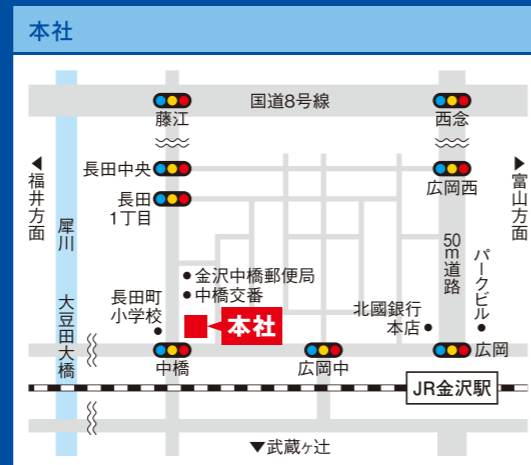 本社
国道8号線
藤江
西念
長田中央
広岡西
長田
1丁目
福井方面
富山方面
犀川
大豆田大橋
50m道路
パークビル
金沢中橋郵便局
中橋交番
長田町
小学校
本社
北國銀行
本店
中橋
広岡中
広岡
JR金沢駅
▼武蔵ヶ辻